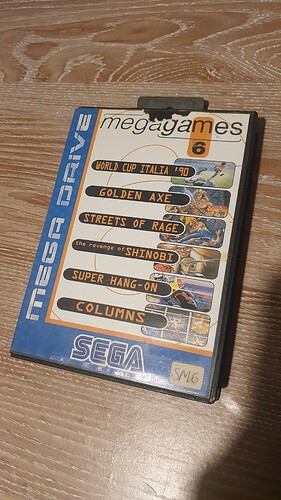 megagames
6
MEGA DRIVE
WORLD CUP ITALIA '90
GOLDEN AXE
STREETS OF RAGE
the revenge of SHINOBI
SUPER HANG-ON
COLUMNS
SEGA
SMG